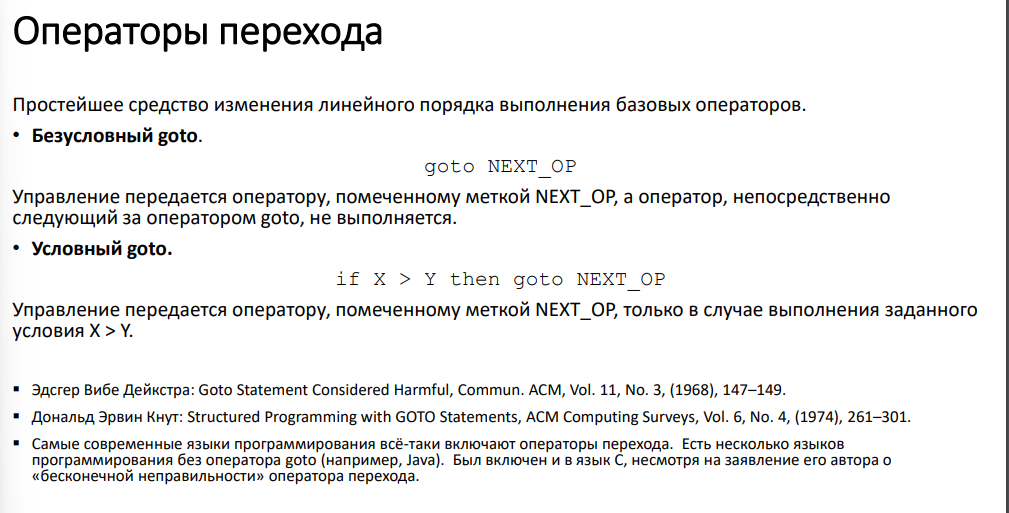 Операторы перехода
Простейшее средство изменения линейного порядка выполнения базовых операторов.
• Безусловный goto.
goto NEXT_OP
Управление передается оператору, помеченному меткой NEXT_OP, а оператор, непосредственно
следующий за оператором goto, не выполняется.
• Условный goto.
if X > Y then goto NEXT_OP
Управление передается оператору, помеченному меткой NEXT_OP, только в случае выполнения заданного
условия X > Y.
▪ Эдсгер Вибе Дейкстра: Goto Statement Considered Harmful, Commun. ACM, Vol. 11, No. 3, (1968), 147–149.
▪ Дональд Эрвин Кнут: Structured Programming with GOTO Statements, ACM Computing Surveys, Vol. 6, No. 4, (1974), 261–301.
▪ Самые современные языки программирования всё-таки включают операторы перехода. Есть несколько языков
программирования без оператора goto (например, Java). Был включен и в язык C, несмотря на заявление его автора о
«бесконечной неправильности» оператора перехода.